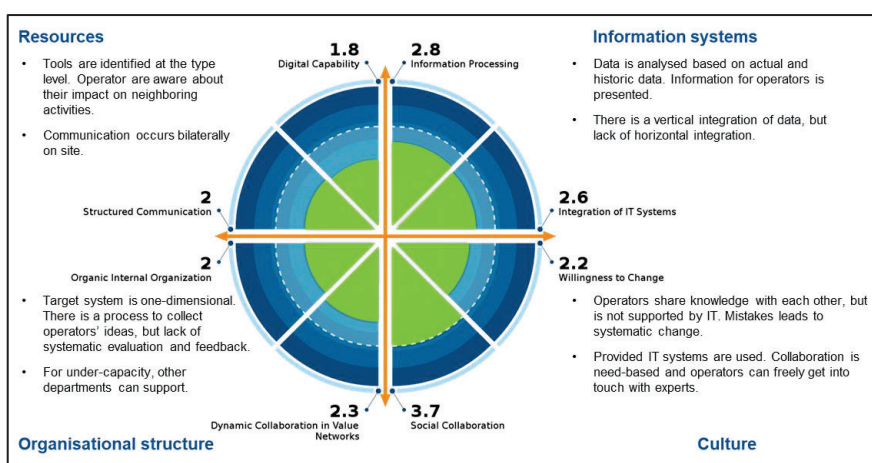 Resources
• Tools are identified at the type
level. Operator are aware about
their impact on neighboring
activities.
• Communication occurs bilaterally
on site.
1.8
Digital Capability
2.8
Information Processing
Information systems
• Data is analysed based on actual and
historic data. Information for operators is
presented.
• There is a vertical integration of data, but
lack of horizontal integration.
2
Structured Communication
2.6
Integration of IT Systems
2
Organic Internal Organization
2.2
Willingness to Change
• Target system is one-dimensional.
There is a process to collect
operators' ideas, but lack of
systematic evaluation and feedback.
• For under-capacity, other
departments can support.
• Operators share knowledge with each other, but
is not supported by IT. Mistakes leads to
systematic change.
• Provided IT systems are used. Collaboration is
need-based and operators can freely get into
touch with experts.
2.3
Dynamic Collaboration in Value
Networks
3.7
Social Collaboration
Organisational structure
Culture